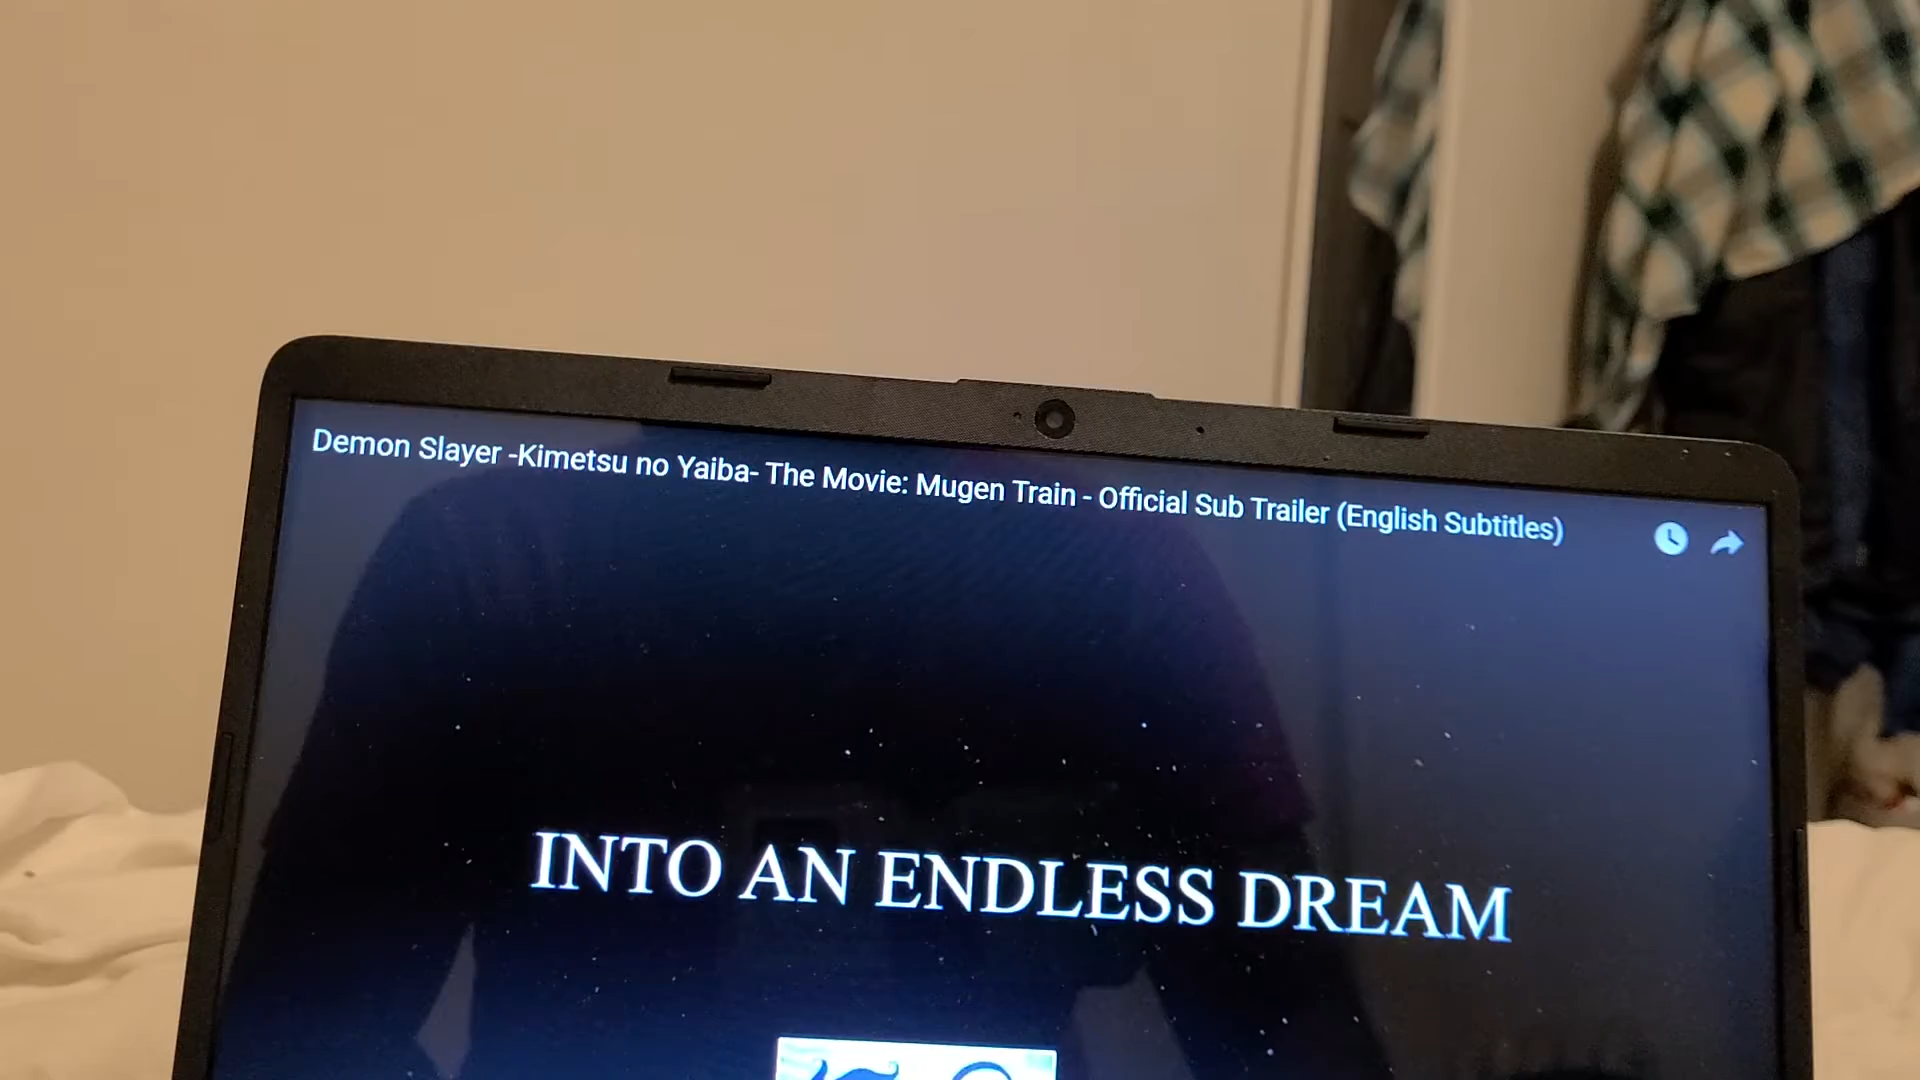 Demon Slayer -Kimetsu no Yaiba- The Movie: Mugen Train - Official Sub Trailer (English Subtitles)
INTO AN ENDLESS DREAM